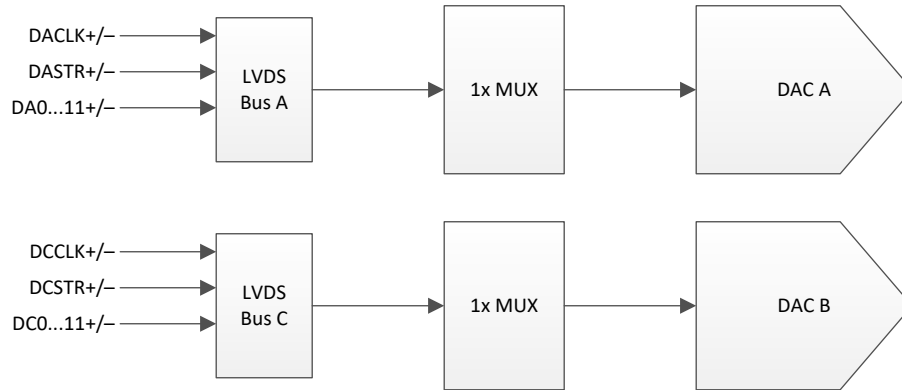 DACLK+/–
DASTR+/–
DA0...11+/–
LVDS
Bus A
1x MUX
DAC A
DCCLK+/–
DCSTR+/–
DC0...11+/–
LVDS
Bus C
1x MUX
DAC B